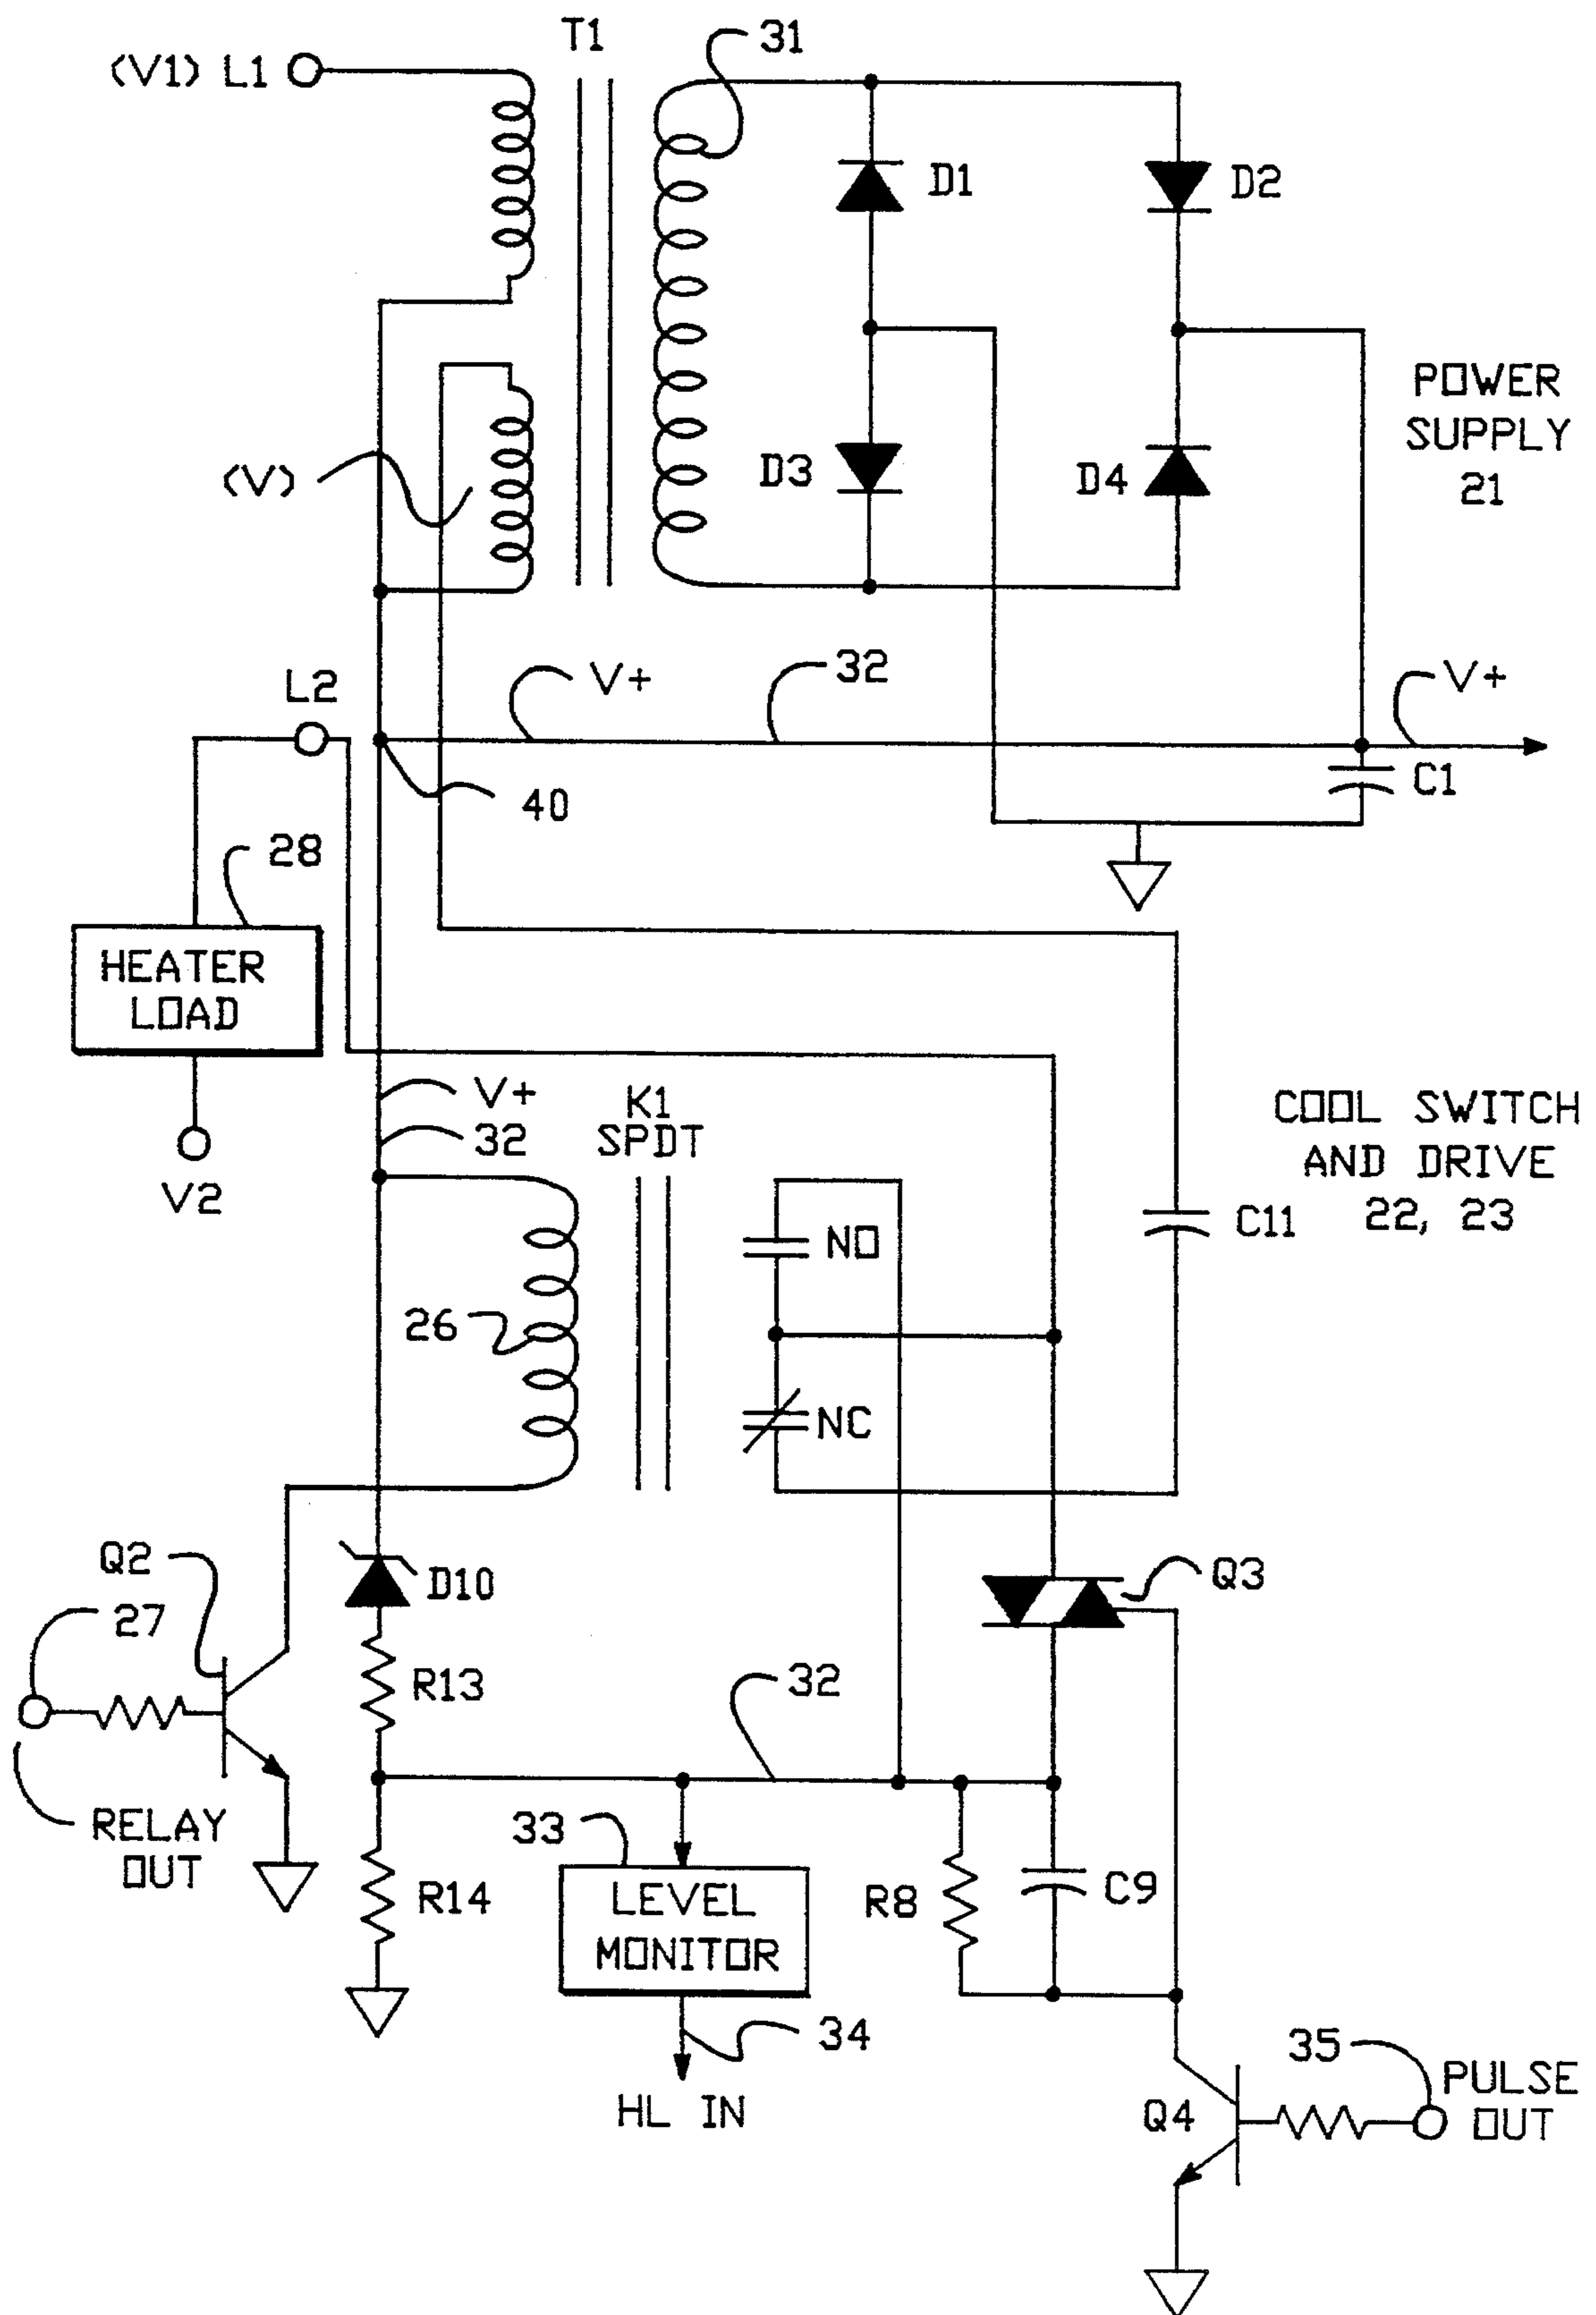 T1
31
(V1) L1
D1
D2
POWER
SUPPLY
21
(V)
D3
D4
L2
V+
32
V+
40
C1
28
HEATER
LOAD
V+
32
V2
K1
SPDT
COOL SWITCH
AND DRIVE
22, 23
C11
NO
26
NC
Q2
D10
Q3
27
R13
32
RELAY
OUT
33
R14
LEVEL
MONITOR
R8
C9
34
35
PULSE
OUT
HL IN
Q4